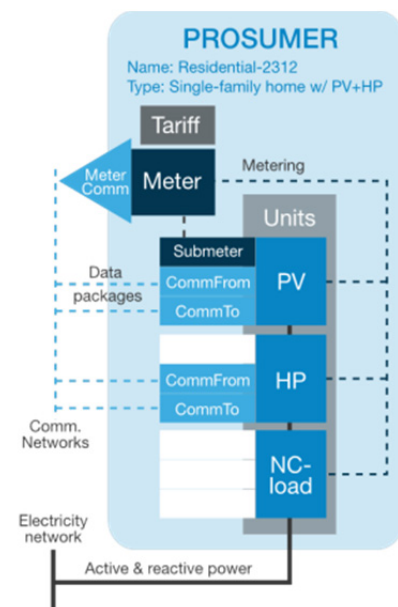 PROSUMER
Name: Residential-2312
Type: Single-family home w/ PV+HP
Tariff
Meter
Comm
Meter
Metering
Units
Submeter
CommFrom
CommTo
PV
Data
packages
CommFrom
CommTo
HP
Comm.
Networks
NC-
load
Electricity
network
Active & reactive power